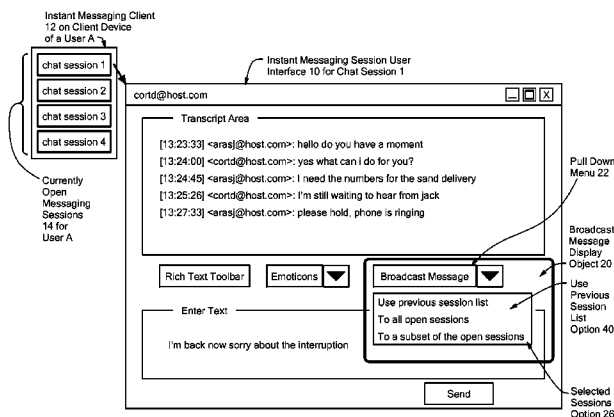 Instant Messaging Client
12 on Client Device
of a User A
chat session 1
chat session 2
chat session 3
chat session 4
Currently
Open
Messaging
Sessions
14 for
User A
Instant Messaging Session User
Interface 10 for Chat Session 1
cortd@host.com
X
Transcript Area
[13:23:33] <arasj@host.com>: hello do you have a moment
[13:24:00] <cortd@host.com>: yes what can i do for you?
[13:24:45] <arasj@host.com>: I need the numbers for the sand delivery
[13:25:26] <cortd@host.com>: I'm still waiting to hear from jack
[13:27:33] <arasj@host.com>: please hold, phone is ringing
Pull Down
Menu 22
Rich Text Toolbar
Emoticons
Broadcast Message
Broadcast
Message
Display
Object 20
Use previous session list
To all open sessions
To a subset of the open sessions
Use
Previous
Session
List
Option 40
Enter Text
I'm back now sorry about the interruption
Send
Selected
Sessions
Option 26